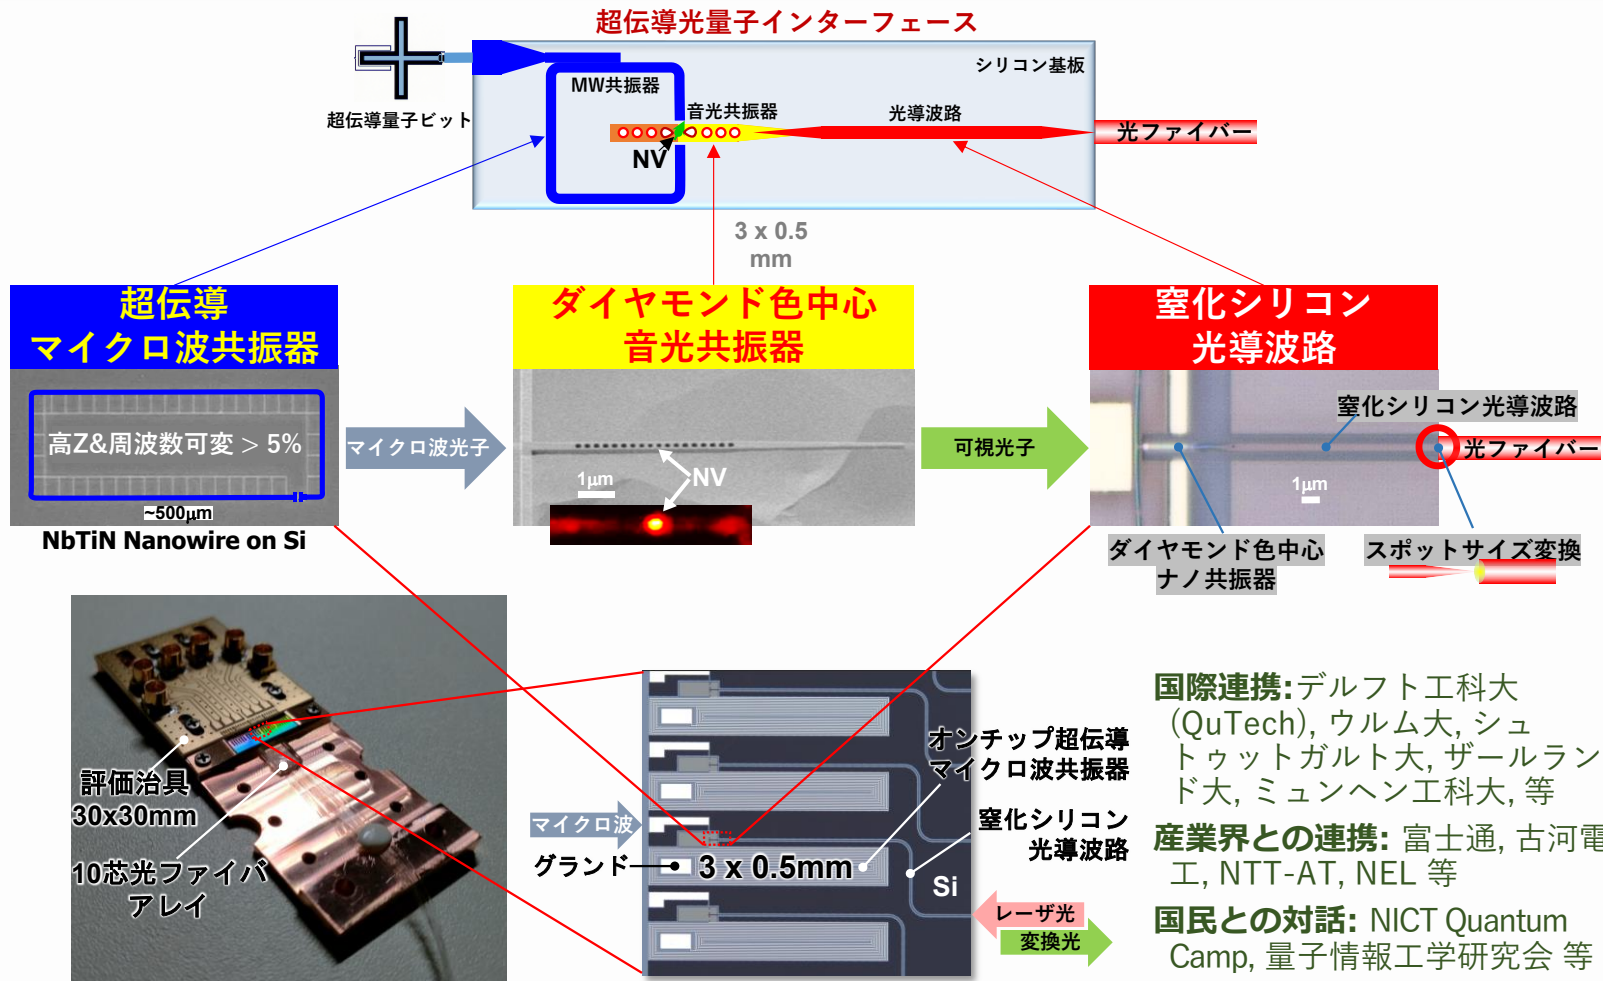 超伝導光量子インターフェース
シリコン基板
MW共振器
音光共振器
光導波路
光ファイバー
超伝導量子ビット
NV
3 x 0.5
mm
超伝導
マイクロ波共振器
ダイヤモンド色中心
音光共振器
窒化シリコン
光導波路
高Z&周波数可変 > 5%
~500μm
NbTiN Nanowire on Si
マイクロ波光子
NV
1μm
可視光子
窒化シリコン光導波路
光ファイバー
1μm
ダイヤモンド色中心
ナノ共振器
スポットサイズ変換
評価治具
30x30mm
10芯光ファイバ
アレイ
マイクロ波
グランド
3 x 0.5mm
オンチップ超伝導
マイクロ波共振器
窒化シリコン
光導波路
Si
レーザ光
変換光
国際連携:デルフト工科大
(QuTech), ウルム大, シュ
トゥットガルト大, ザールラン
ド大, ミュンヘン工科大, 等
産業界との連携: 富士通, 古河電
工, NTT-AT, NEL 等
国民との対話: NICT Quantum
Camp, 量子情報工学研究会 等